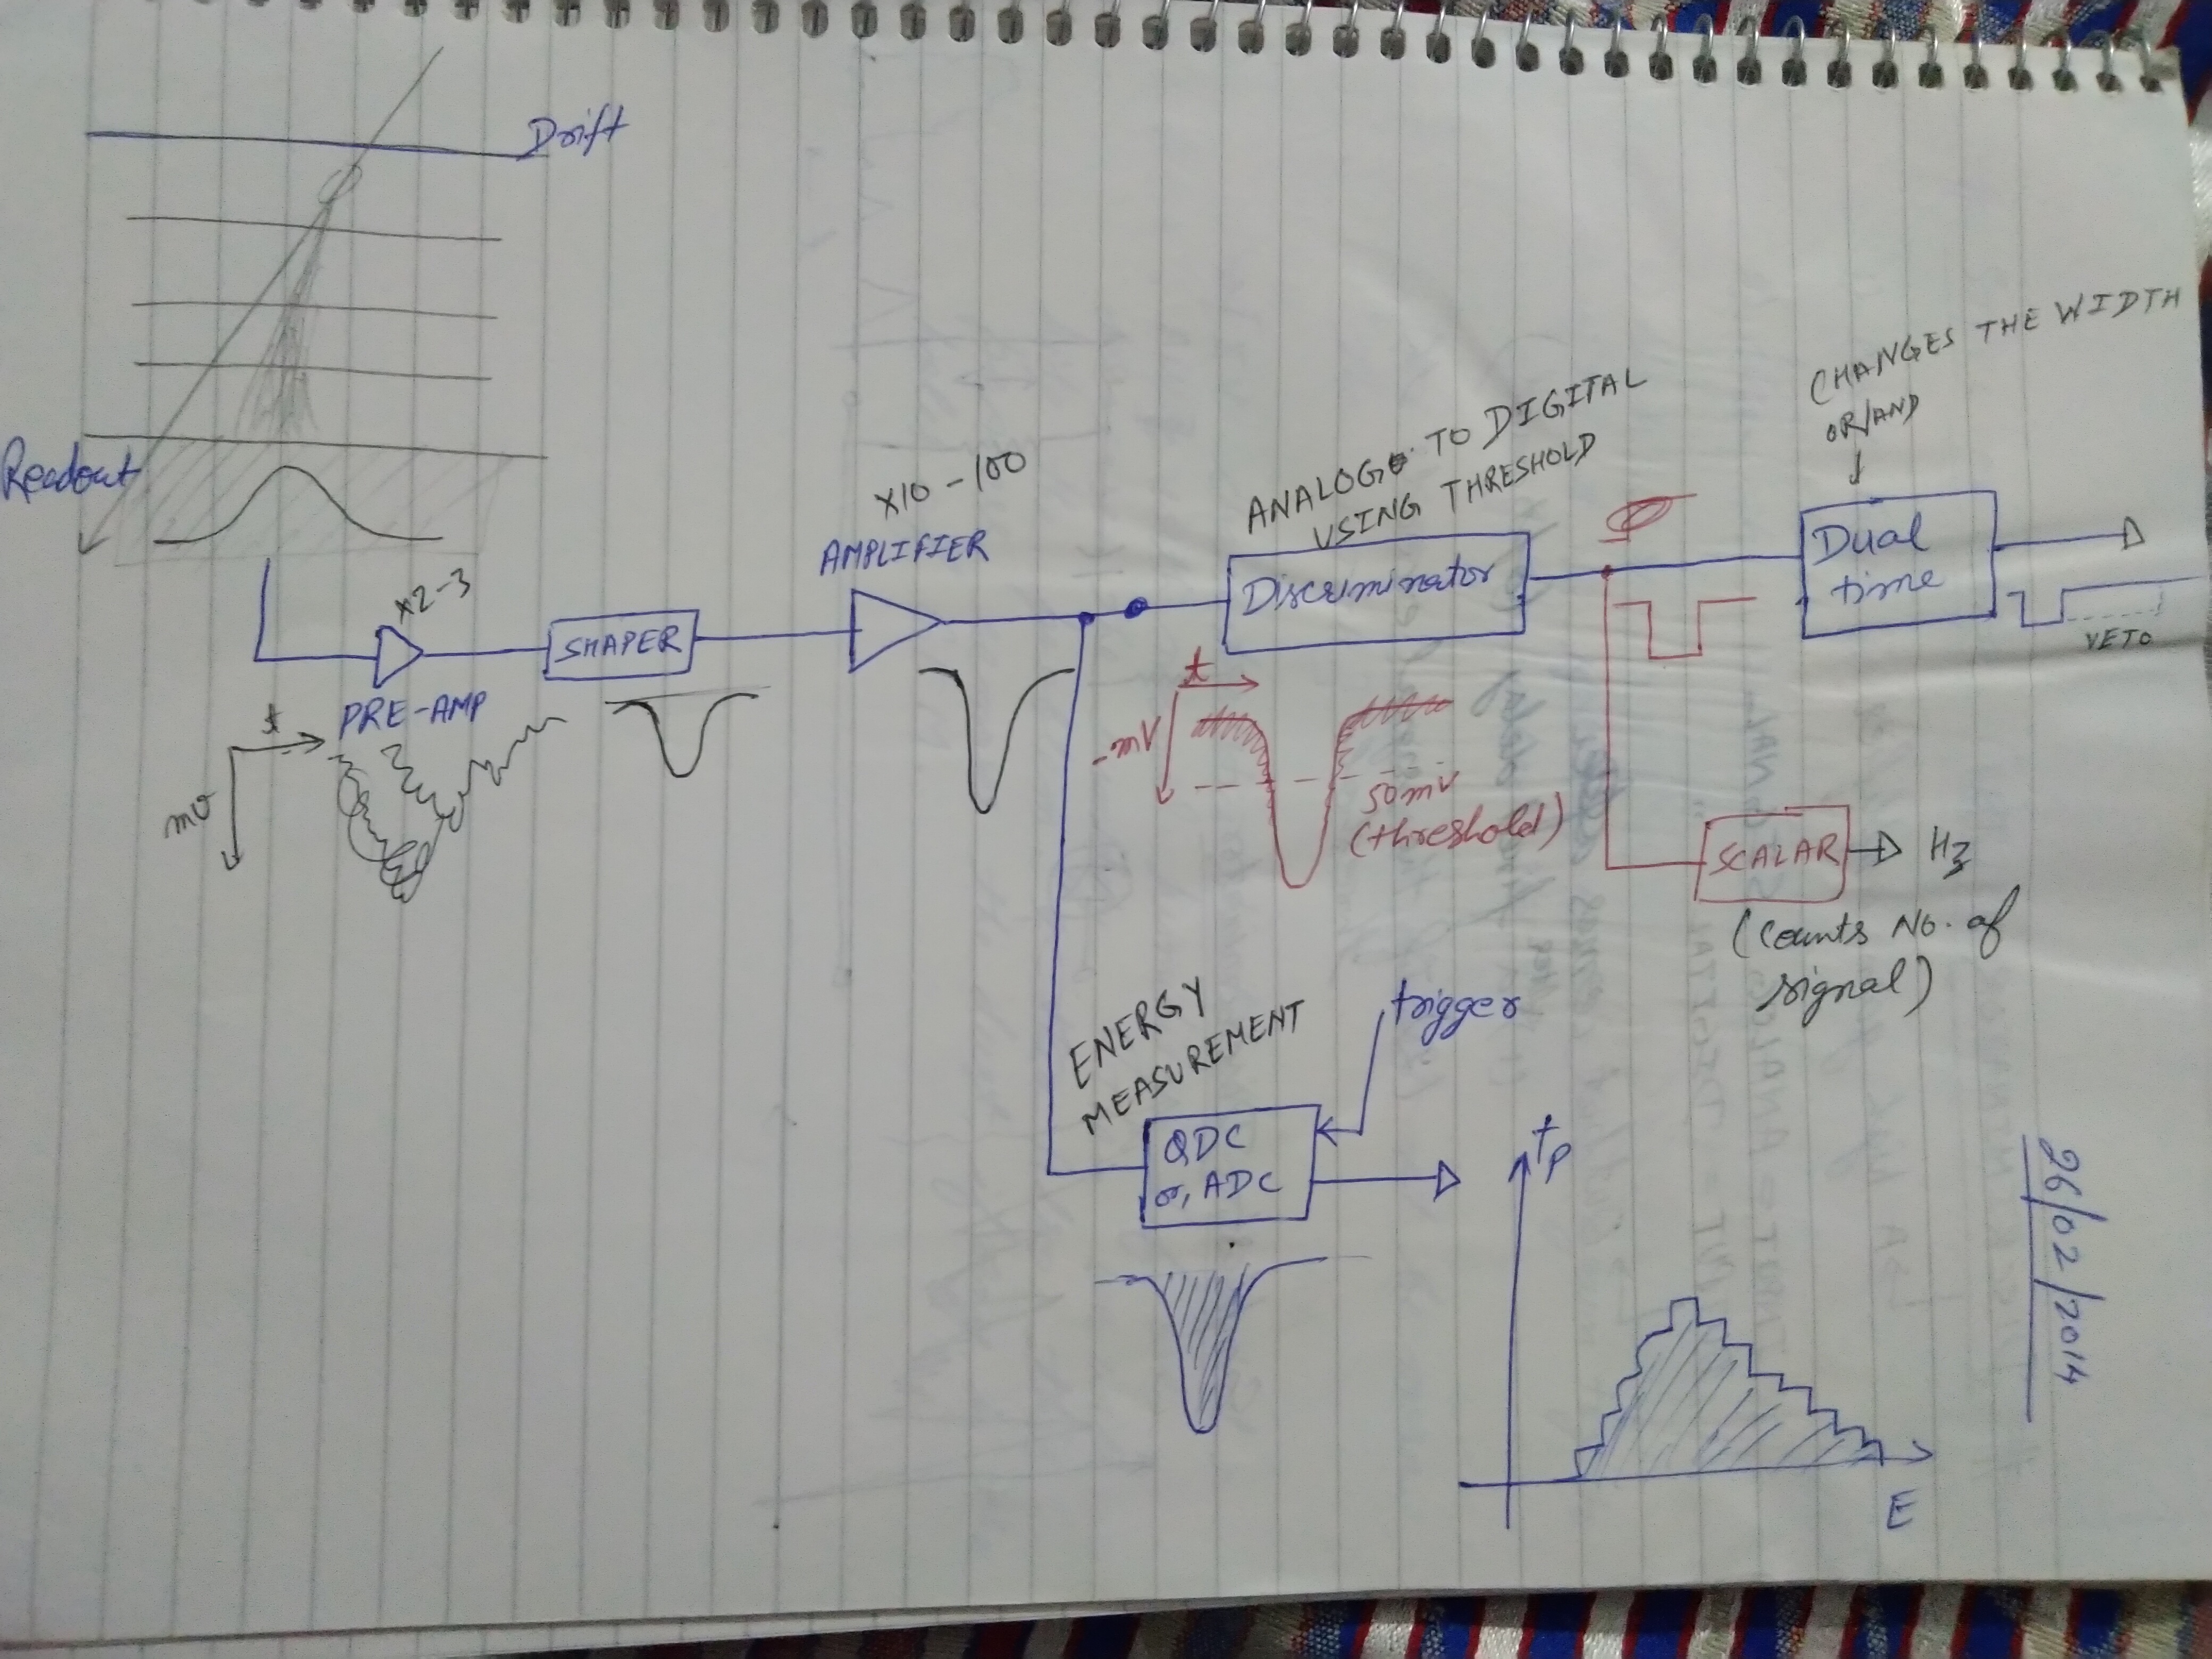 Drift
Readout
X2-3
PRE-AMP
t
mv
SHAPER
X10-100
AMPLIFIER
ANALOG TO DIGITAL
USING THRESHOLD
Discriminator
t
-mV
50mV
(threshold)
CHANGES THE WIDTH
OR/AND
Dual
time
VETO
SCALAR
Hz
(Counts No. of
signal)
ENERGY
MEASUREMENT
trigger
QDC
or, ADC
tp
E
26/02/2014